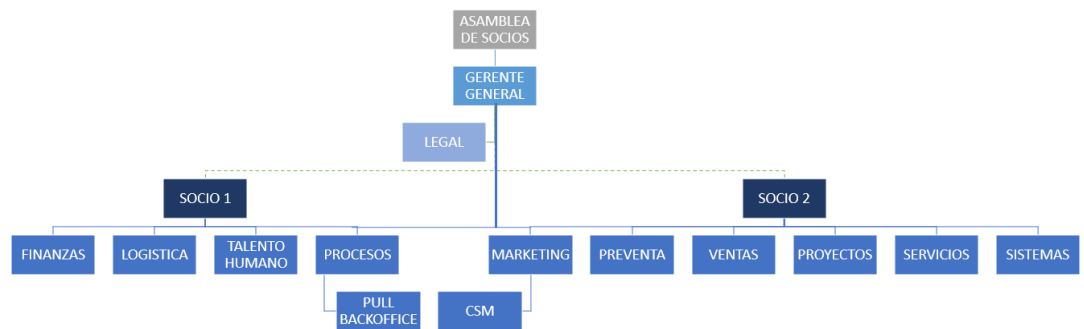 ASAMBLEA
DE SOCIOS
GERENTE
GENERAL
LEGAL
SOCIO 1
SOCIO 2
FINANZAS
LOGISTICA
TALENTO
HUMANO
PROCESOS
MARKETING
PREVENTA
VENTAS
PROYECTOS
SERVICIOS
SISTEMAS
PULL
BACKOFFICE
CSM